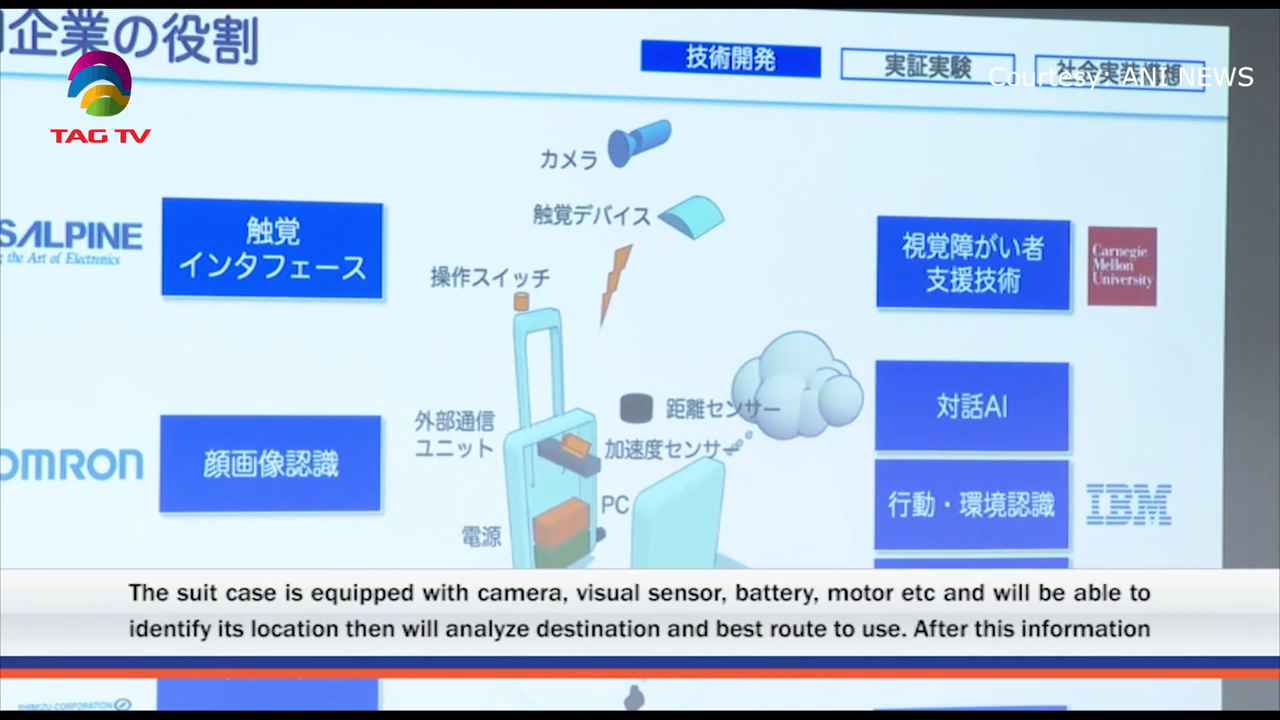 企業の役割
技術開発
実証実験
Courtesy: ANI NEWS
TAG TV
カメラ
触覚デバイス
ALPINE
the Art of Electronics
触覚
インタフェース
操作スイッチ
視覚障がい者
支援技術
Carnegie
Mellon
University
距離センサー
外部通信
ユニット
加速度センサー
対話AI
OMRON
顔画像認識
PC
電源
行動・環境認識
IBM
The suit case is equipped with camera, visual sensor, battery, motor etc and will be able to
identify its location then will analyze destination and best route to use. After this information
SHIMIZU CORPORATION